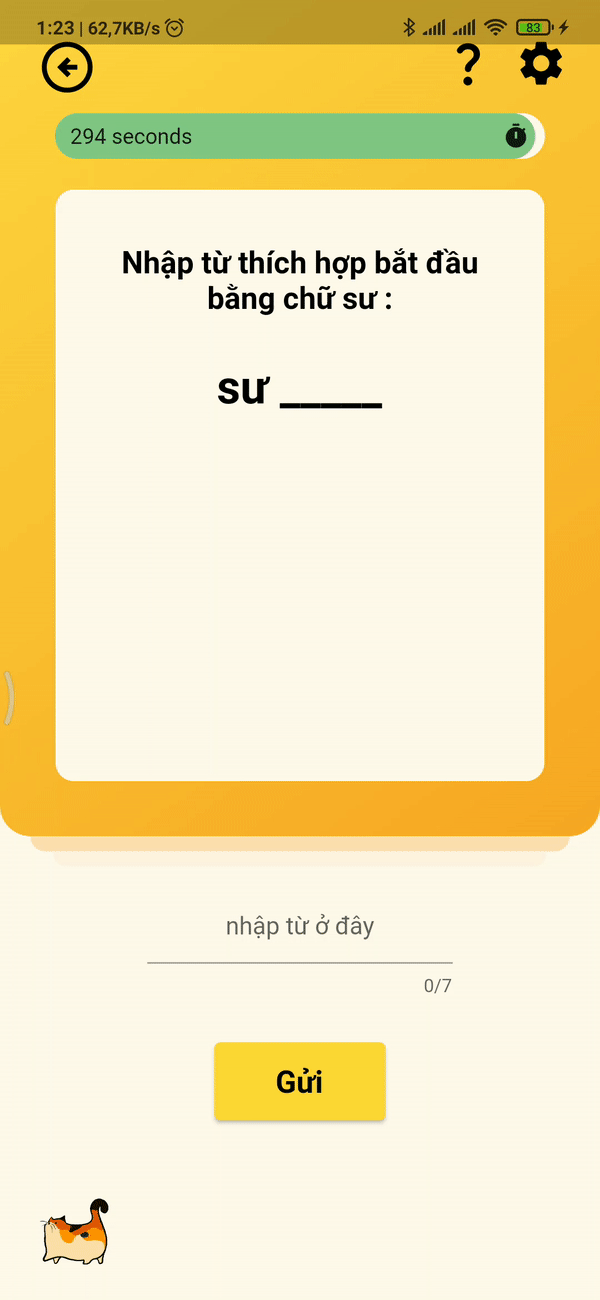 1:23 | 62,7KB/s
83
294 seconds
Nhập từ thích hợp bắt đầu
bằng chữ sư :
sư _____
nhập từ ở đây
0/7
Gửi